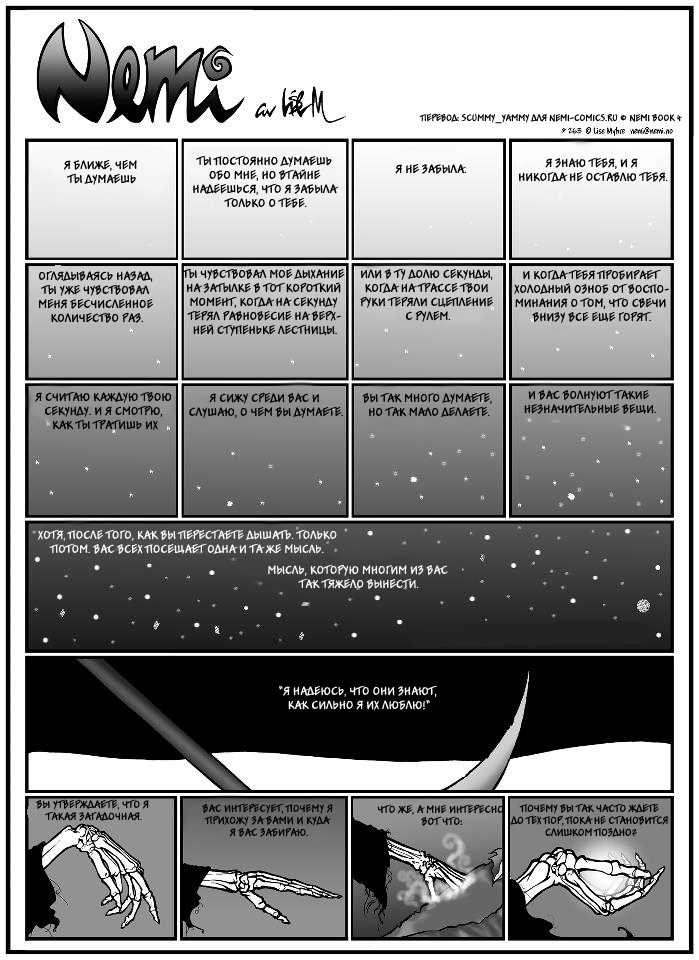 Nemi
av Lise M
ПЕРЕВОД: SCUMMY_YAMMY ДЛЯ NEMI-COMICS.RU © NEMI BOOK 4
# 263 © Lise Myhre nemi@nemi.no
Я БЛИЖЕ, ЧЕМ
ТЫ ДУМАЕШЬ
ТЫ ПОСТОЯННО ДУМАЕШЬ
ОБО МНЕ, НО ВТАЙНЕ
НАДЕЕШЬСЯ, ЧТО Я ЗАБЫЛА
ТОЛЬКО О ТЕБЕ.
Я НЕ ЗАБЫЛА.
Я ЗНАЮ ТЕБЯ, И Я
НИКОГДА НЕ ОСТАВЛЮ ТЕБЯ.
ОГЛЯДЫВАЯСЬ НАЗАД,
ТЫ УЖЕ ЧУВСТВОВАЛ
МЕНЯ БЕСЧИСЛЕННОЕ
КОЛИЧЕСТВО РАЗ.
ТЫ ЧУВСТВОВАЛ МОЕ ДЫХАНИЕ
НА ЗАТЫЛКЕ В ТОТ КОРОТКИЙ
МОМЕНТ, КОГДА НА СЕКУНДУ
ТЕРЯЛ РАВНОВЕСИЕ НА ВЕРХ-
НЕЙ СТУПЕНЬКЕ ЛЕСТНИЦЫ.
ИЛИ В ТУ ДОЛЮ СЕКУНДЫ,
КОГДА НА ТРАССЕ ТВОИ
РУКИ ТЕРЯЛИ СЦЕПЛЕНИЕ
С РУЛЕМ.
И КОГДА ТЕБЯ ПРОБИРАЕТ
ХОЛОДНЫЙ ОЗНОБ ОТ ВОСПО-
МИНАНИЯ О ТОМ, ЧТО СВЕЧИ
ВНИЗУ ВСЕ ЕЩЕ ГОРЯТ.
Я СЧИТАЮ КАЖДУЮ ТВОЮ
СЕКУНДУ. И Я СМОТРЮ,
КАК ТЫ ТРАТИШЬ ИХ
Я СИЖУ СРЕДИ ВАС И
СЛУШАЮ, О ЧЕМ ВЫ ДУМАЕТЕ.
ВЫ ТАК МНОГО ДУМАЕТЕ,
НО ТАК МАЛО ДЕЛАЕТЕ.
И ВАС ВОЛНУЮТ ТАКИЕ
НЕЗНАЧИТЕЛЬНЫЕ ВЕЩИ.
ХОТЯ, ПОСЛЕ ТОГО, КАК ВЫ ПЕРЕСТАЕТЕ ДЫШАТЬ. ТОЛЬКО
ПОТОМ. ВАС ВСЕХ ПОСЕЩАЕТ ОДНА И ТА ЖЕ МЫСЛЬ.
МЫСЛЬ, КОТОРУЮ МНОГИМ ИЗ ВАС
ТАК ТЯЖЕЛО ВЫНЕСТИ.
"Я НАДЕЮСЬ, ЧТО ОНИ ЗНАЮТ,
КАК СИЛЬНО Я ИХ ЛЮБЛЮ!"
ВЫ УТВЕРЖДАЕТЕ, ЧТО Я
ТАКАЯ ЗАГАДОЧНАЯ.
ВАС ИНТЕРЕСУЕТ, ПОЧЕМУ Я
ПРИХОЖУ ЗА ВАМИ И КУДА
Я ВАС ЗАБИРАЮ.
ЧТО ЖЕ, А МНЕ ИНТЕРЕСНО
ВОТ ЧТО:
ПОЧЕМУ ВЫ ТАК ЧАСТО ЖДЕТЕ
ДО ТЕХ ПОР, ПОКА НЕ СТАНОВИТСЯ
СЛИШКОМ ПОЗДНО?